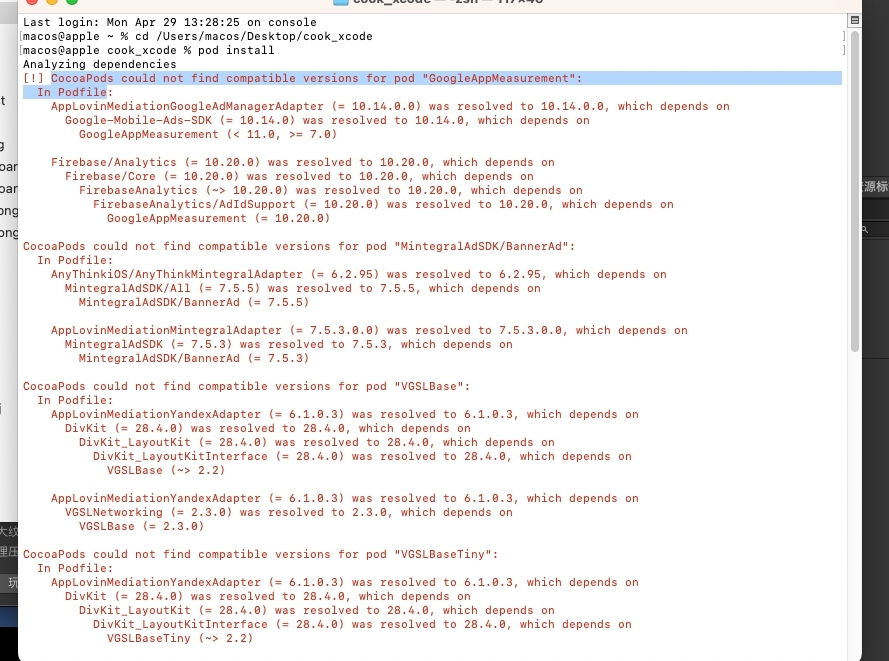 Last login: Mon Apr 29 13:28:25 on console
[macos@apple ~ % cd /Users/macos/Desktop/cook_xcode ]
[macos@apple cook_xcode % pod install ]
Analyzing dependencies
[!] CocoaPods could not find compatible versions for pod "GoogleAppMeasurement":
In Podfile:
AppLovinMediationGoogleAdManagerAdapter (= 10.14.0.0) was resolved to 10.14.0.0, which depends on
Google-Mobile-Ads-SDK (= 10.14.0) was resolved to 10.14.0, which depends on
GoogleAppMeasurement (< 11.0, >= 7.0)
Firebase/Analytics (= 10.20.0) was resolved to 10.20.0, which depends on
Firebase/Core (= 10.20.0) was resolved to 10.20.0, which depends on
FirebaseAnalytics (~> 10.20.0) was resolved to 10.20.0, which depends on
FirebaseAnalytics/AdIdSupport (= 10.20.0) was resolved to 10.20.0, which depends on
GoogleAppMeasurement (= 10.20.0)
CocoaPods could not find compatible versions for pod "MintegralAdSDK/BannerAd":
In Podfile:
AnyThinkiOS/AnyThinkMintegralAdapter (= 6.2.95) was resolved to 6.2.95, which depends on
MintegralAdSDK/All (= 7.5.5) was resolved to 7.5.5, which depends on
MintegralAdSDK/BannerAd (= 7.5.5)
AppLovinMediationMintegralAdapter (= 7.5.3.0.0) was resolved to 7.5.3.0.0, which depends on
MintegralAdSDK (= 7.5.3) was resolved to 7.5.3, which depends on
MintegralAdSDK/BannerAd (= 7.5.3)
CocoaPods could not find compatible versions for pod "VGSLBase":
In Podfile:
AppLovinMediationYandexAdapter (= 6.1.0.3) was resolved to 6.1.0.3, which depends on
DivKit (= 28.4.0) was resolved to 28.4.0, which depends on
DivKit_LayoutKit (= 28.4.0) was resolved to 28.4.0, which depends on
DivKit_LayoutKitInterface (= 28.4.0) was resolved to 28.4.0, which depends on
VGSLBase (~> 2.2)
AppLovinMediationYandexAdapter (= 6.1.0.3) was resolved to 6.1.0.3, which depends on
VGSLNetworking (= 2.3.0) was resolved to 2.3.0, which depends on
VGSLBase (= 2.3.0)
CocoaPods could not find compatible versions for pod "VGSLBaseTiny":
In Podfile:
AppLovinMediationYandexAdapter (= 6.1.0.3) was resolved to 6.1.0.3, which depends on
DivKit (= 28.4.0) was resolved to 28.4.0, which depends on
DivKit_LayoutKit (= 28.4.0) was resolved to 28.4.0, which depends on
DivKit_LayoutKitInterface (= 28.4.0) was resolved to 28.4.0, which depends on
VGSLBaseTiny (~> 2.2)